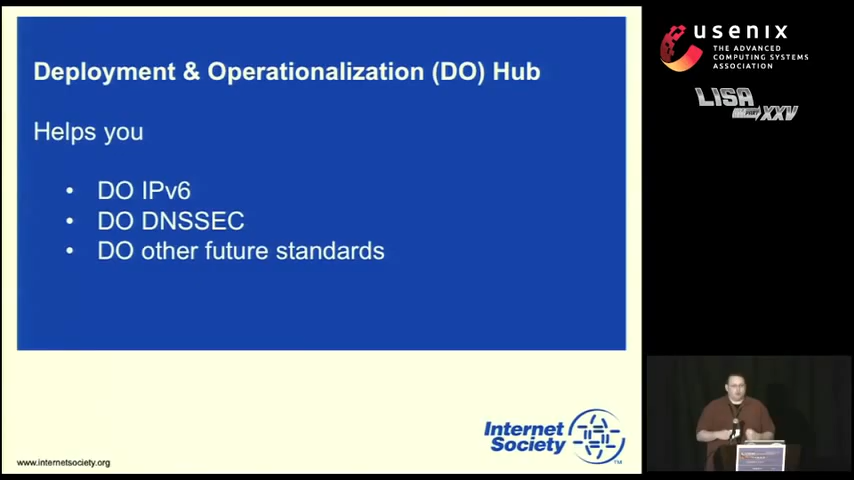 Deployment & Operationalization (DO) Hub
Helps you
• DO IPv6
• DO DNSSEC
• DO other future standards
Internet
Society
TM
www.internetsociety.org
usenix
THE ADVANCED
COMPUTING SYSTEMS
ASSOCIATION
LISA
XXV